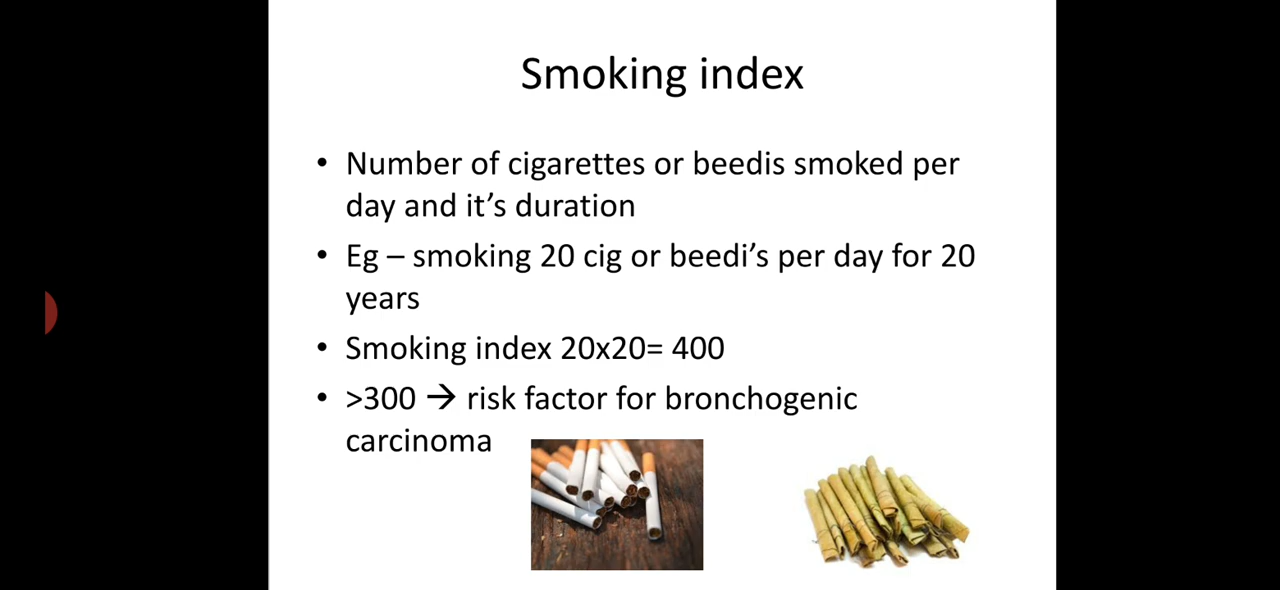 Smoking index
• Number of cigarettes or beedis smoked per
day and it’s duration
• Eg – smoking 20 cig or beedi’s per day for 20
years
• Smoking index 20x20= 400
• >300 → risk factor for bronchogenic
carcinoma